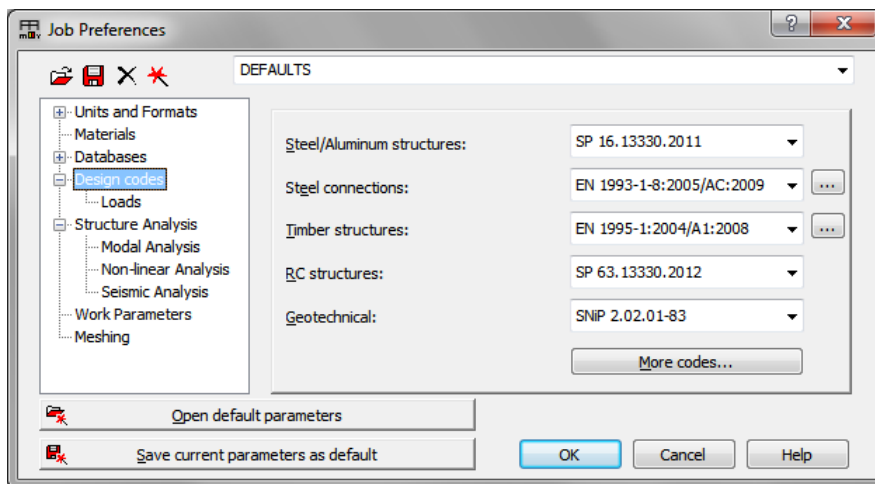 Job Preferences
DEFAULTS
Units and Formats
Materials
Databases
Design codes
Loads
Structure Analysis
Modal Analysis
Non-linear Analysis
Seismic Analysis
Work Parameters
Meshing
Steel/Aluminum structures: SP 16.13330.2011
Steel connections: EN 1993-1-8:2005/AC:2009 ...
Timber structures: EN 1995-1:2004/A1:2008 ...
RC structures: SP 63.13330.2012
Geotechnical: SNiP 2.02.01-83
More codes...
Open default parameters
Save current parameters as default
OK Cancel Help